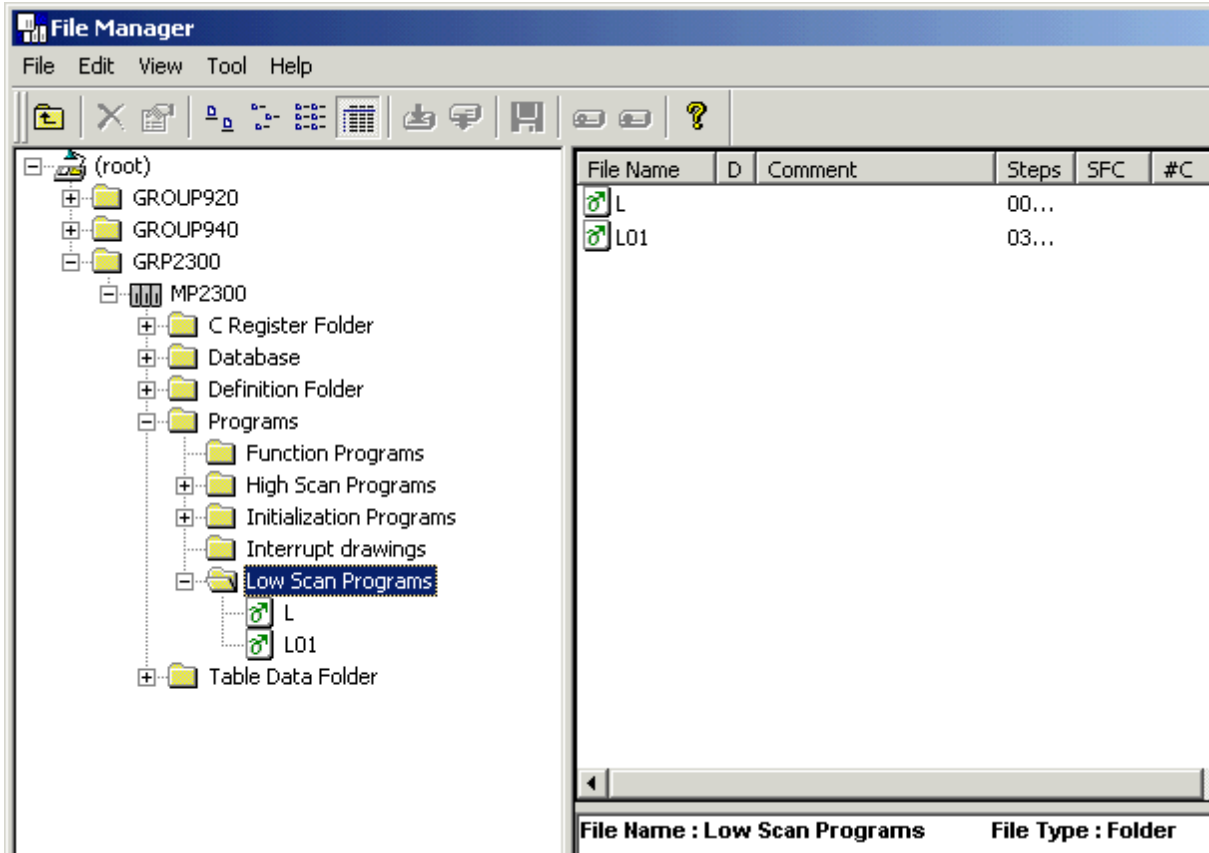 File Manager
File Edit View Tool Help
(root)
GROUP920
GROUP940
GRP2300
MP2300
C Register Folder
Database
Definition Folder
Programs
Function Programs
High Scan Programs
Initialization Programs
Interrupt drawings
Low Scan Programs
L
L01
Table Data Folder
File Name D Comment Steps SFC #C
L 00...
L01 03...
File Name : Low Scan Programs File Type : Folder